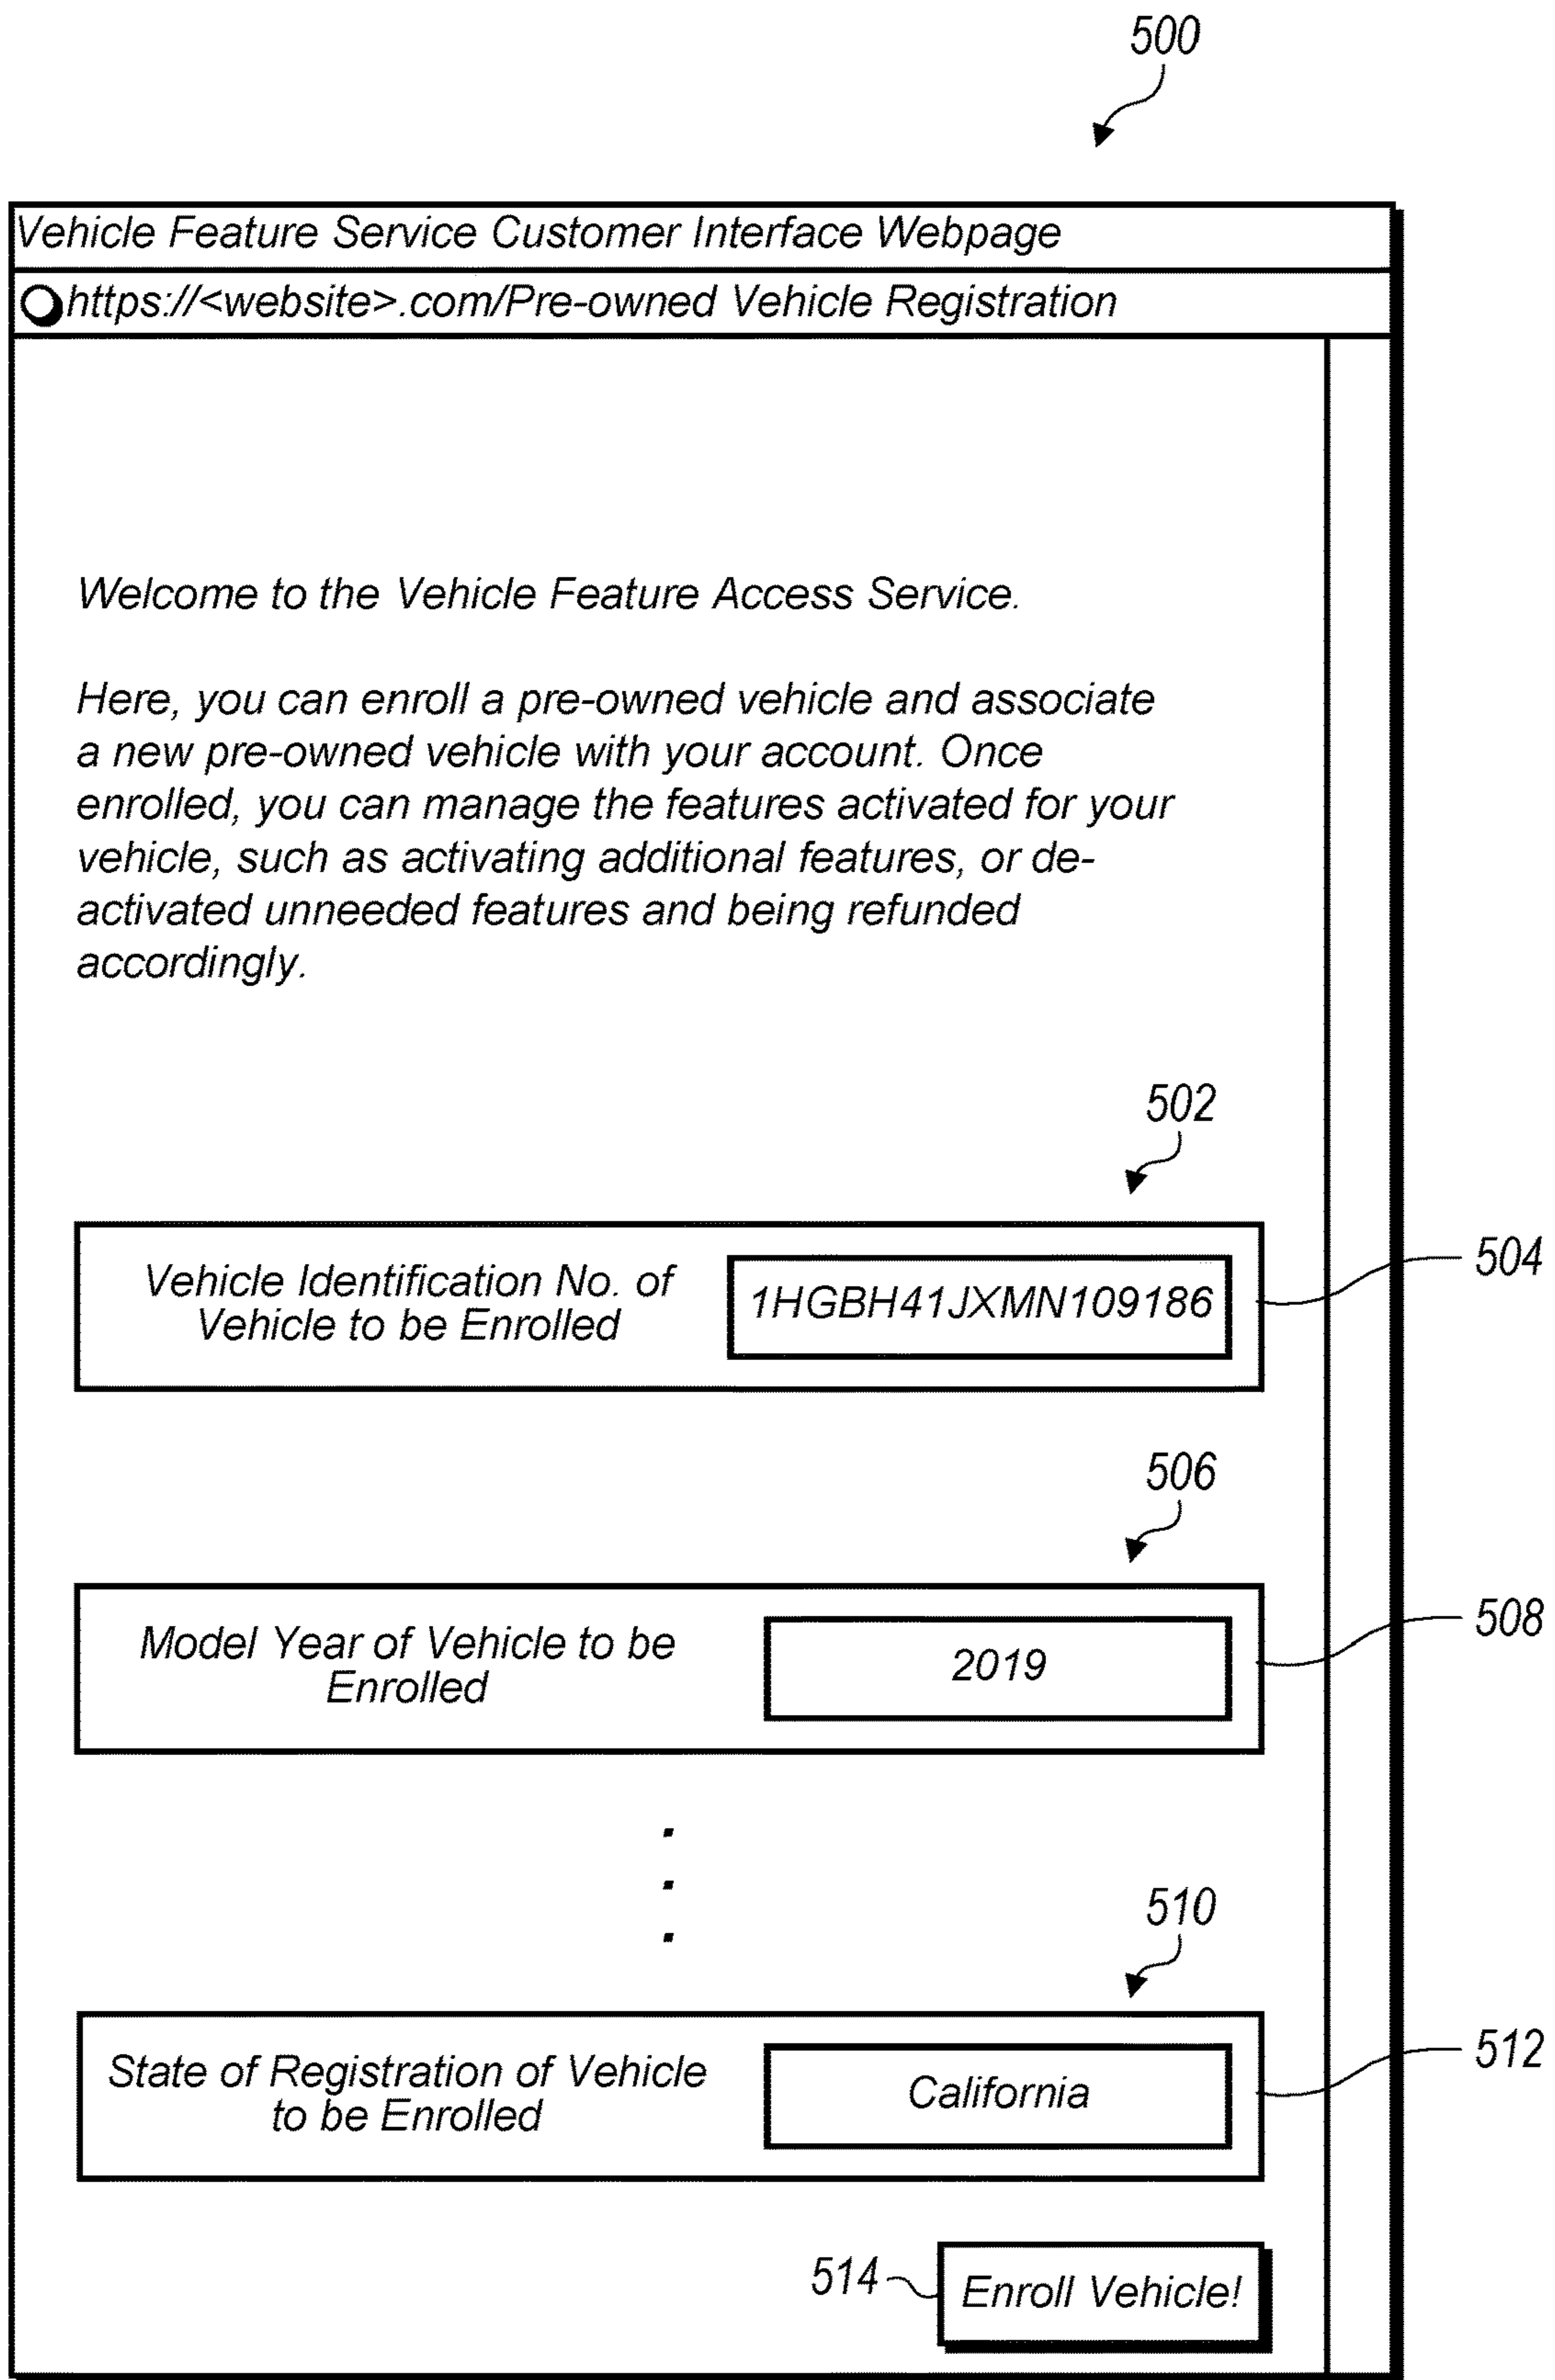 500
Vehicle Feature Service Customer Interface Webpage
https://<website>.com/Pre-owned Vehicle Registration
Welcome to the Vehicle Feature Access Service.
Here, you can enroll a pre-owned vehicle and associate
a new pre-owned vehicle with your account. Once
enrolled, you can manage the features activated for your
vehicle, such as activating additional features, or de-
activated unneeded features and being refunded
accordingly.
502
Vehicle Identification No. of
Vehicle to be Enrolled
1HGBH41JXMN109186
504
506
Model Year of Vehicle to be
Enrolled
2019
508
510
State of Registration of Vehicle
to be Enrolled
California
512
514
Enroll Vehicle!